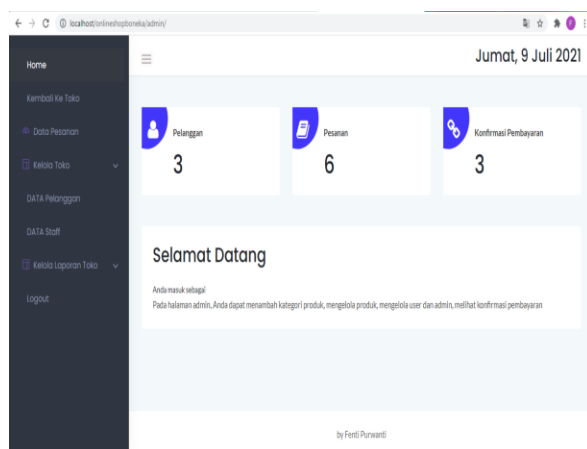 localhost/onlineshopboneka/admin/
Home
Kembali Ke Toko
Data Pesanan
Kelola Toko
DATA Pelanggan
DATA Staff
Kelola Laporan Toko
Logout
Jumat, 9 Juli 2021
Pelanggan
3
Pesanan
6
Konfirmasi Pembayaran
3
Selamat Datang
Anda masuk sebagai
Pada halaman admin, Anda dapat menambah kategori produk, mengelola produk, mengelola user dan admin, melihat konfirmasi pembayaran
by Fenti Purwanti